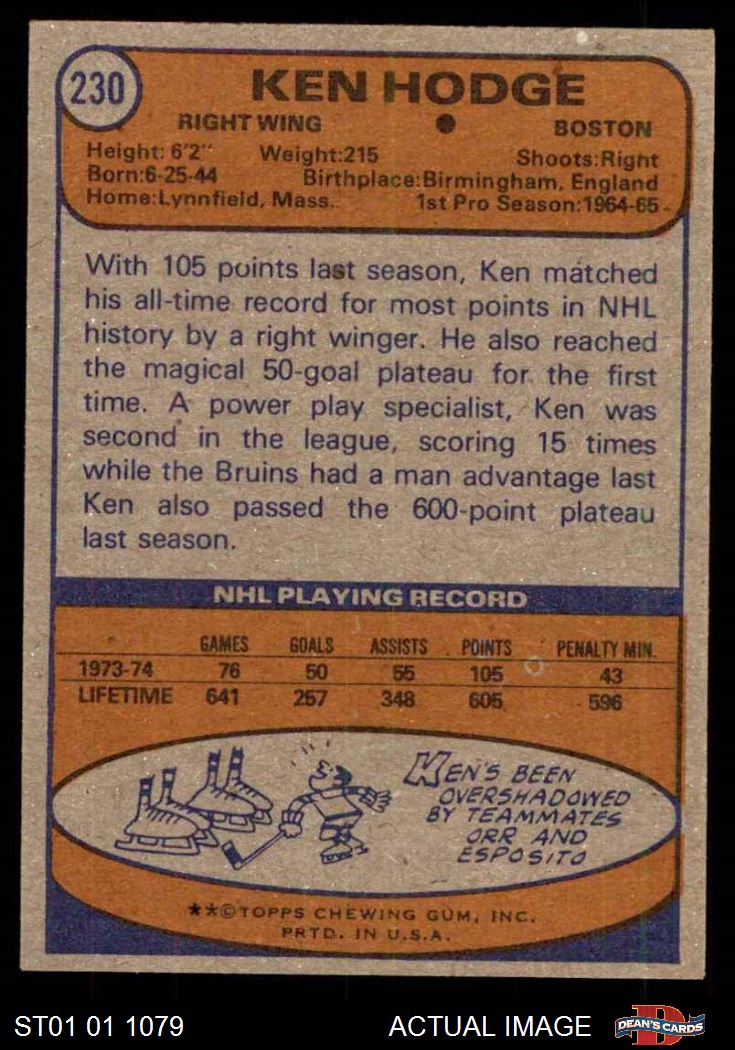 230
KEN HODGE
RIGHT WING ● BOSTON
Height: 6'2" Weight:215 Shoots:Right
Born:6-25-44 Birthplace:Birmingham, England
Home:Lynnfield, Mass. 1st Pro Season:1964-65
With 105 points last season, Ken matched
his all-time record for most points in NHL
history by a right winger. He also reached
the magical 50-goal plateau for the first
time. A power play specialist, Ken was
second in the league, scoring 15 times
while the Bruins had a man advantage last
Ken also passed the 600-point plateau
last season.
NHL PLAYING RECORD
GAMES GOALS ASSISTS POINTS PENALTY MIN.
1973-74 76 50 55 105 43
LIFETIME 641 257 348 605 596
KEN'S BEEN
OVERSHADOWED
BY TEAMMATES
ORR AND
ESPOSITO
★★©TOPPS CHEWING GUM, INC.
PRTD. IN U.S.A.
ST01 01 1079 ACTUAL IMAGE D DEAN'S CARDS